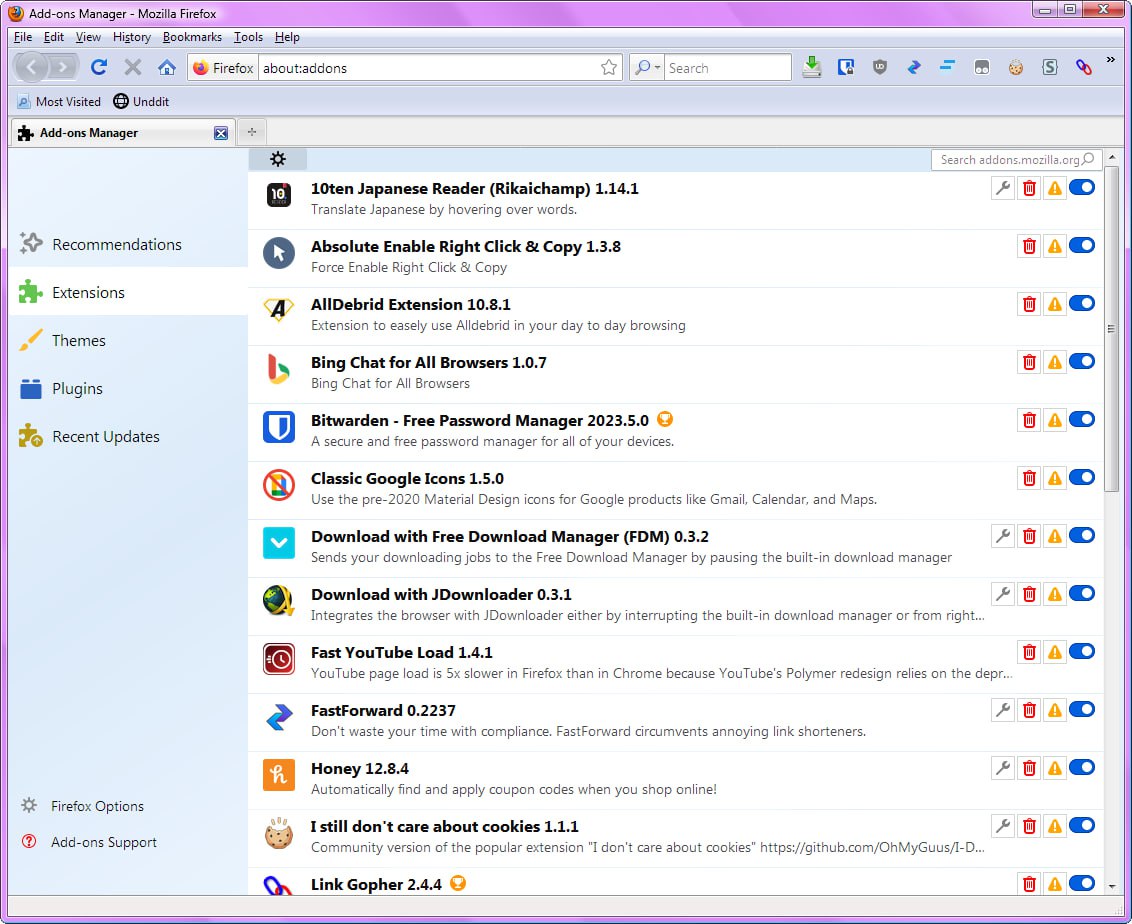 Add-ons Manager - Mozilla Firefox
File Edit View History Bookmarks Tools Help
Firefox about:addons Search
Most Visited Unddit
Add-ons Manager
Search addons.mozilla.org
Recommendations
Extensions
Themes
Plugins
Recent Updates
Firefox Options
Add-ons Support
10ten Japanese Reader (Rikaichamp) 1.14.1
Translate Japanese by hovering over words.
Absolute Enable Right Click & Copy 1.3.8
Force Enable Right Click & Copy
AllDebrid Extension 10.8.1
Extension to easily use Alldebrid in your day to day browsing
Bing Chat for All Browsers 1.0.7
Bing Chat for All Browsers
Bitwarden - Free Password Manager 2023.5.0
A secure and free password manager for all of your devices.
Classic Google Icons 1.5.0
Use the pre-2020 Material Design icons for Google products like Gmail, Calendar, and Maps.
Download with Free Download Manager (FDM) 0.3.2
Sends your downloading jobs to the Free Download Manager by pausing the built-in download manager
Download with JDownloader 0.3.1
Integrates the browser with JDownloader either by interrupting the built-in download manager or from right...
Fast YouTube Load 1.4.1
YouTube page load is 5x slower in Firefox than in Chrome because YouTube's Polymer redesign relies on the depr...
FastForward 0.2237
Don't waste your time with compliance. FastForward circumvents annoying link shorteners.
Honey 12.8.4
Automatically find and apply coupon codes when you shop online!
I still don't care about cookies 1.1.1
Community version of the popular extension "I don't care about cookies" https://github.com/OhMyGuus/I-D...
Link Gopher 2.4.4